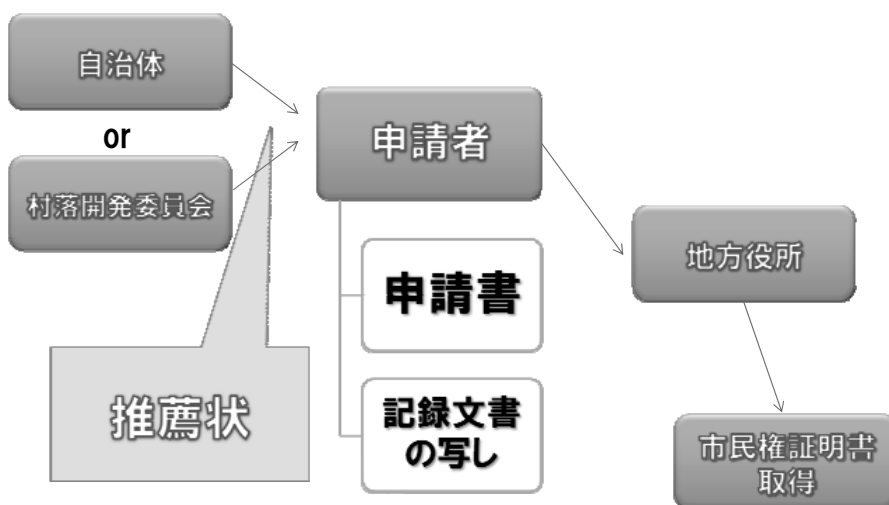 自治体
or
村落開発委員会
推薦状
申請者
申請書
記録文書
の写し
地方役所
市民権証明書
取得